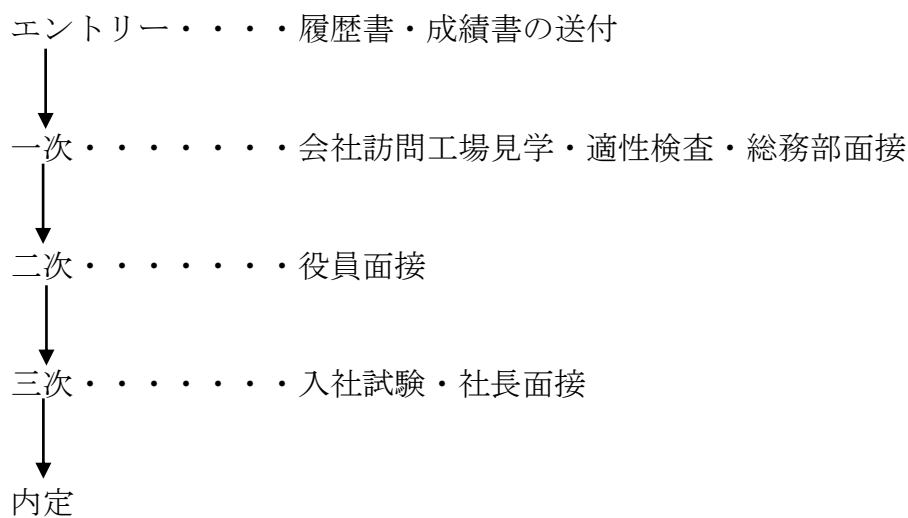 エントリー・・・・履歴書・成績書の送付
一次・・・・・・・会社訪問工場見学・適性検査・総務部面接
二次・・・・・・・役員面接
三次・・・・・・・入社試験・社長面接
内定